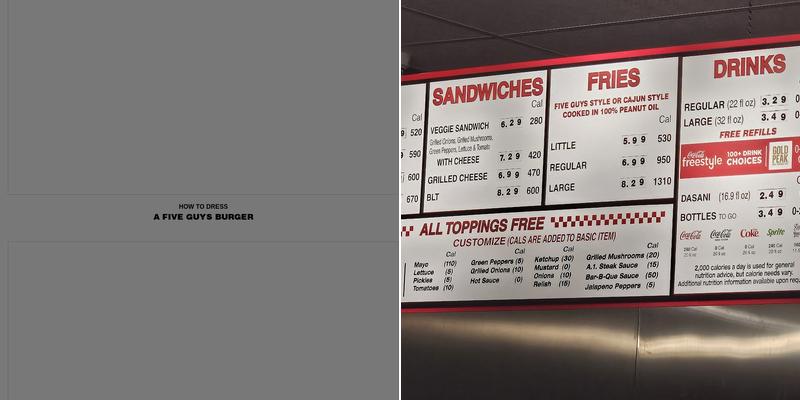 HOW TO DRESS
A FIVE GUYS BURGER
Cal
520
590
600
670
SANDWICHES
Cal
VEGGIE SANDWICH 6.29 280
Grilled Onions, Grilled Mushrooms,
Green Peppers, Lettuce & Tomato
WITH CHEESE 7.29 420
GRILLED CHEESE 6.99 470
BLT 8.29 600
FRIES
FIVE GUYS STYLE OR CAJUN STYLE
COOKED IN 100% PEANUT OIL
Cal
LITTLE 5.99 530
REGULAR 6.99 950
LARGE 8.29 1310
DRINKS
REGULAR (22 fl oz) 3.29
LARGE (32 fl oz) 3.49
FREE REFILLS
Coca-Cola freestyle 100+ DRINK CHOICES GOLD PEAK
DASANI (16.9 fl oz) 2.49
BOTTLES TO GO 3.49
Coca-Cola Coca-Cola Coke Sprite
2,000 calories a day is used for general
nutrition advice, but calorie needs vary.
Additional nutrition information available upon
ALL TOPPINGS FREE
CUSTOMIZE (CALS ARE ADDED TO BASIC ITEM)
Cal Cal Cal Cal
Mayo (110) Green Peppers (5) Ketchup (30) Grilled Mushrooms (20)
Lettuce (5) Grilled Onions (10) Mustard (0) A.1. Steak Sauce (15)
Pickles (5) Hot Sauce (0) Onions (10) Bar-B-Que Sauce (50)
Tomatoes (10) Relish (15) Jalapeno Peppers (5)